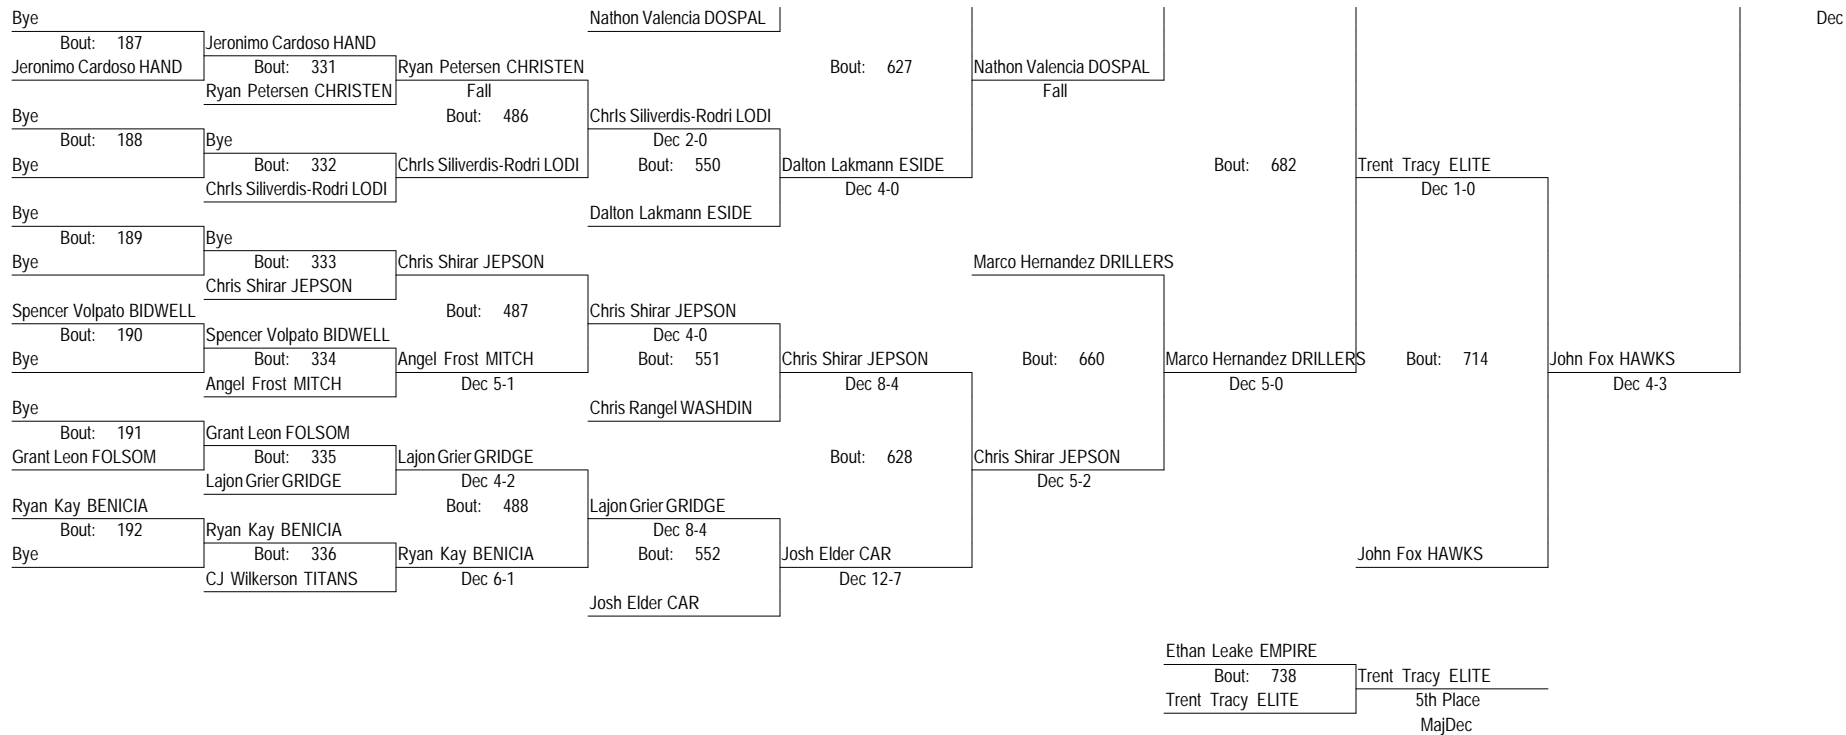 Bye Nathon Valencia DOSPAL Dec
Bout: 187 Jeronimo Cardoso HAND
Jeronimo Cardoso HAND Bout: 331 Ryan Petersen CHRISTEN Bout: 627 Nathon Valencia DOSPAL
Ryan Petersen CHRISTEN Fall Fall
Bye Bout: 486 ChrIs Siliverdis-Rodri LODI
Bout: 188 Bye Dec 2-0
Bye Bout: 332 ChrIs Siliverdis-Rodri LODI Bout: 550 Dalton Lakmann ESIDE Bout: 682 Trent Tracy ELITE
ChrIs Siliverdis-Rodri LODI Dec 4-0 Dec 1-0
Bye Dalton Lakmann ESIDE
Bout: 189 Bye
Bye Bout: 333 Chris Shirar JEPSON Marco Hernandez DRILLERS
Chris Shirar JEPSON
Spencer Volpato BIDWELL Bout: 487 Chris Shirar JEPSON
Bout: 190 Spencer Volpato BIDWELL Dec 4-0
Bye Bout: 334 Angel Frost MITCH Bout: 551 Chris Shirar JEPSON Bout: 660 Marco Hernandez DRILLERS Bout: 714 John Fox HAWKS
Angel Frost MITCH Dec 5-1 Dec 8-4 Dec 5-0 Dec 4-3
Bye Chris Rangel WASHDIN
Bout: 191 Grant Leon FOLSOM
Grant Leon FOLSOM Bout: 335 Lajon Grier GRIDGE Bout: 628 Chris Shirar JEPSON
Lajon Grier GRIDGE Dec 4-2 Dec 5-2
Ryan Kay BENICIA Bout: 488 Lajon Grier GRIDGE
Bout: 192 Ryan Kay BENICIA Dec 8-4
Bye Bout: 336 Ryan Kay BENICIA Bout: 552 Josh Elder CAR John Fox HAWKS
CJ Wilkerson TITANS Dec 6-1 Dec 12-7
Josh Elder CAR
Ethan Leake EMPIRE
Bout: 738 Trent Tracy ELITE
Trent Tracy ELITE 5th Place
MajDec